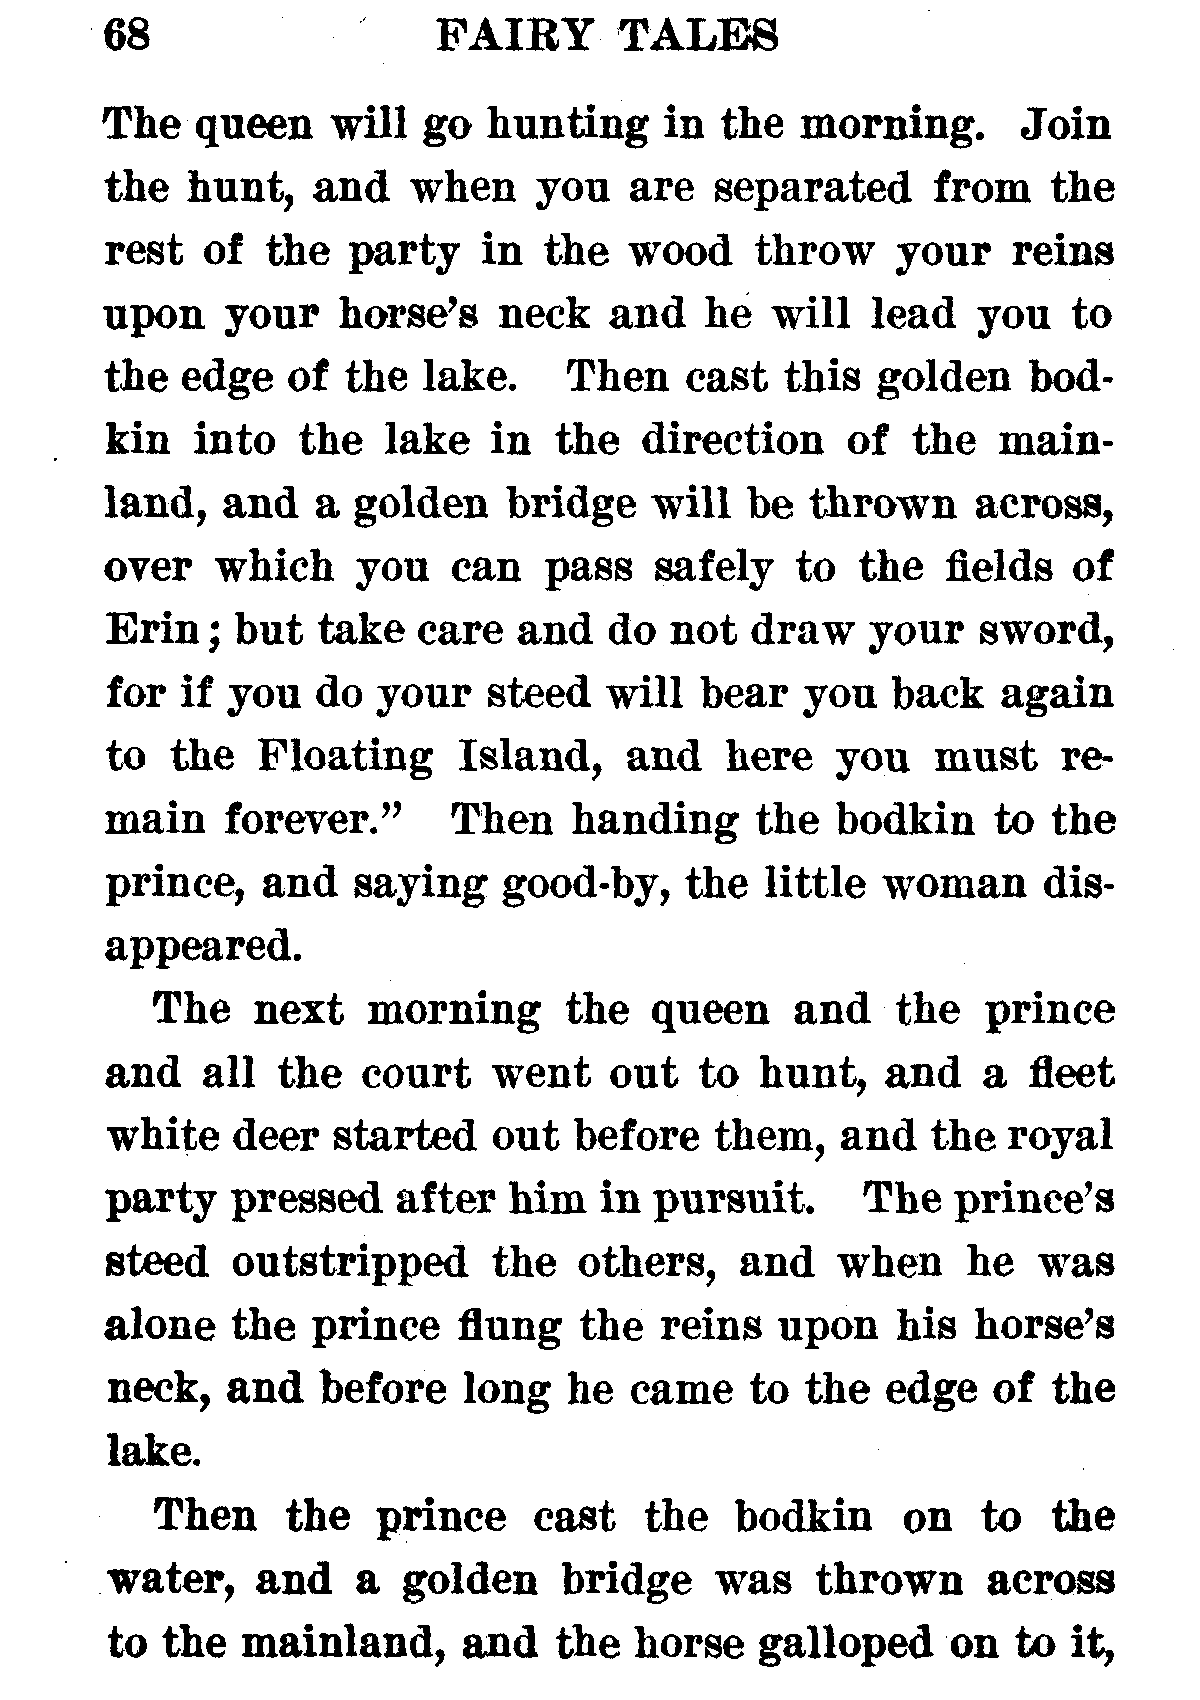 68 FAIRY TALES
The queen will go hunting in the morning. Join
the hunt, and when you are separated from the
rest of the party in the wood throw your reins
upon your horse's neck and he will lead you to
the edge of the lake. Then cast this golden bod-
kin into the lake in the direction of the main-
land, and a golden bridge will be thrown across,
over which you can pass safely to the fields of
Erin; but take care and do not draw your sword,
for if you do your steed will bear you back again
to the Floating Island, and here you must re-
main forever.” Then handing the bodkin to the
prince, and saying good-by, the little woman dis-
appeared.
The next morning the queen and the prince
and all the court went out to hunt, and a fleet
white deer started out before them, and the royal
party pressed after him in pursuit. The prince's
steed outstripped the others, and when he was
alone the prince flung the reins upon his horse's
neck, and before long he came to the edge of the
lake.
Then the prince cast the bodkin on to the
water, and a golden bridge was thrown across
to the mainland, and the horse galloped on to it,